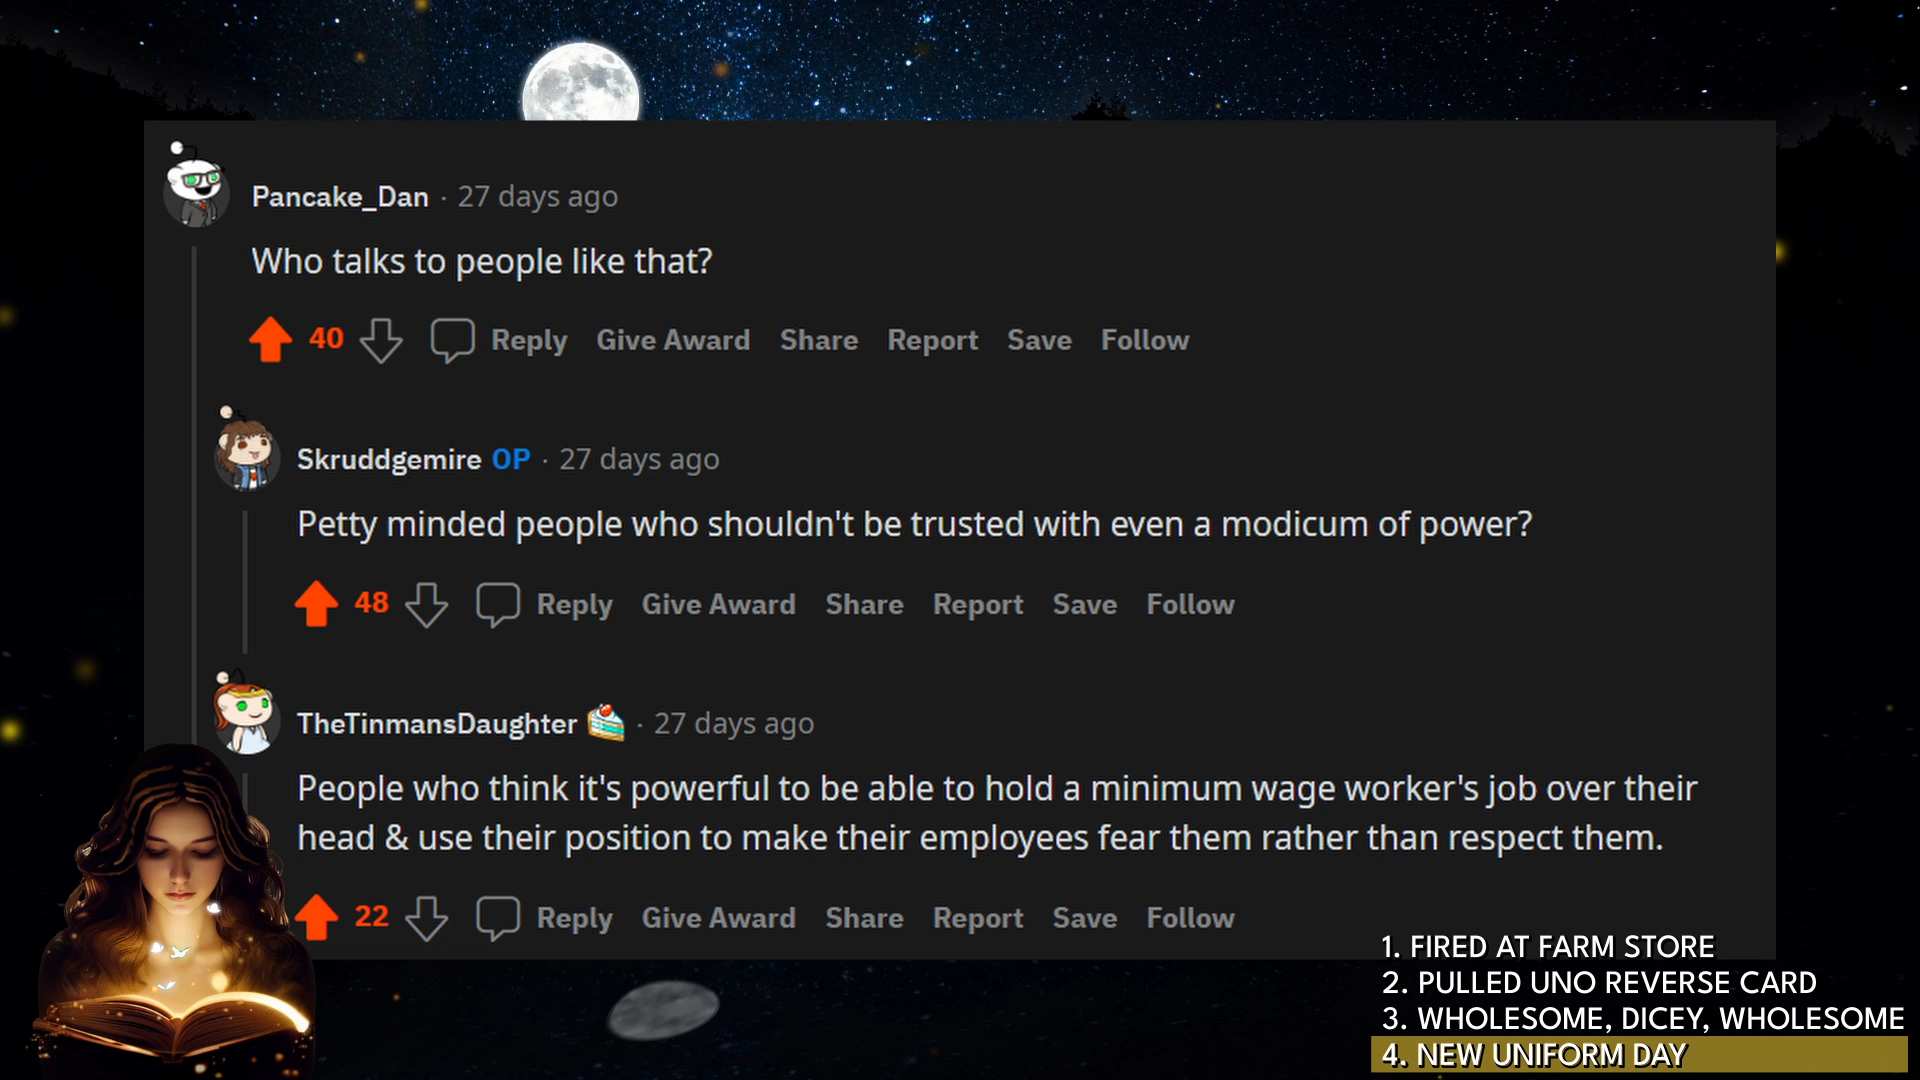 Pancake_Dan · 27 days ago
Who talks to people like that?
40 Reply Give Award Share Report Save Follow
Skruddgemire OP · 27 days ago
Petty minded people who shouldn't be trusted with even a modicum of power?
48 Reply Give Award Share Report Save Follow
TheTinmansDaughter · 27 days ago
People who think it's powerful to be able to hold a minimum wage worker's job over their
head & use their position to make their employees fear them rather than respect them.
22 Reply Give Award Share Report Save Follow
1. FIRED AT FARM STORE
2. PULLED UNO REVERSE CARD
3. WHOLESOME, DICEY, WHOLESOME
4. NEW UNIFORM DAY